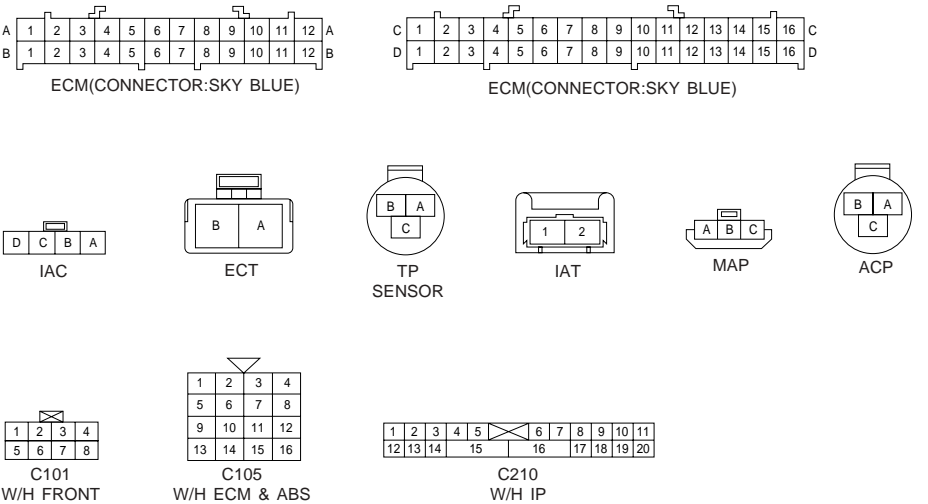 A 1 2 3 4 5 6 7 8 9 10 11 12 A
B 1 2 3 4 5 6 7 8 9 10 11 12 B
ECM(CONNECTOR:SKY BLUE)
C 1 2 3 4 5 6 7 8 9 10 11 12 13 14 15 16 C
D 1 2 3 4 5 6 7 8 9 10 11 12 13 14 15 16 D
ECM(CONNECTOR:SKY BLUE)
D C B A
IAC
B A
ECT
B A
C
TP
SENSOR
1 2
IAT
A B C
MAP
B A
C
ACP
1 2 3 4
5 6 7 8
C101
W/H FRONT
1 2 3 4
5 6 7 8
9 10 11 12
13 14 15 16
C105
W/H ECM & ABS
1 2 3 4 5 6 7 8 9 10 11
12 13 14 15 16 17 18 19 20
C210
W/H IP